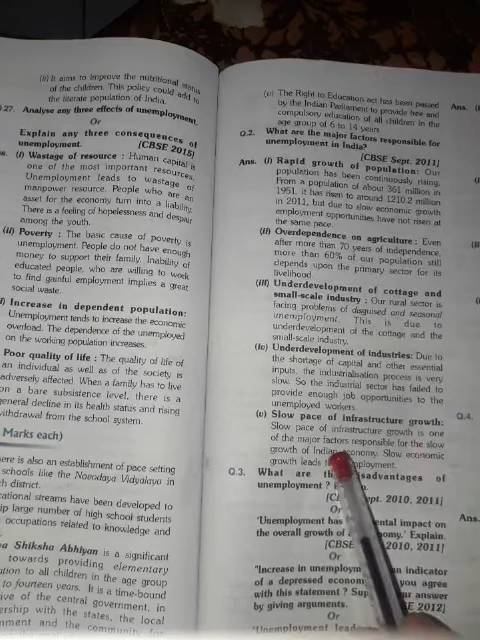 (ii) It aims to improve the nutritional status
of the children. This policy could add to
the literate population of India.
.27. Analyse any three effects of unemployment.
Or
Explain any three consequences of
unemployment. [CBSE 2015]
s. (i) Wastage of resource : Human capital is
one of the most important resources.
Unemployment leads to wastage of
manpower resource. People who are an
asset for the economy turn into a liability.
There is a feeling of hopelessness and despair
among the youth.
(ii) Poverty : The basic cause of poverty is
unemployment. People do not have enough
money to support their family. Inability of
educated people, who are willing to work
to find gainful employment implies a great
social waste.
) Increase in dependent population:
Unemployment tends to increase the economic
overload. The dependence of the unemployed
on the working population increases.
Poor quality of life : The quality of life of
an individual as well as of the society is
adversely affected. When a family has to live
on a bare subsistence level, there is a
general decline in its health status and rising
withdrawal from the school system.
Marks each)
ere is also an establishment of pace setting
schools like the Navodaya Vidyalaya in
h district.
cational streams have been developed to
ip large number of high school students
occupations related to knowledge and
a Shiksha Abhiyan is a significant
towards providing elementary
ation to all children in the age group
to fourteen years. It is a time-bound
ive of the central government, in
ership with the states, the local
nment and the community for
(v) The Right to Education act has been passed
by the Indian Parliament to provide free and
compulsory education of all children in the
age group of 6 to 14 years.
Q.2. What are the major factors responsible for
unemployment in India?
[CBSE Sept. 2011]
Ans. (i) Rapid growth of population: Our
population has been continuously rising.
From a population of about 361 million in
1951, it has risen to around 1210.2 million
in 2011, but due to slow economic growth
employment opportunities have not risen at
the same pace.
(ii) Overdependence on agriculture : Even
after more than 70 years of independence,
more than 60% of our population still
depends upon the primary sector for its
livelihood.
(iii) Underdevelopment of cottage and
small-scale industry : Our rural sector is
facing problems of disguised and seasonal
unemployment. This is due to
underdevelopment of the cottage and the
small-scale industry.
(iv) Underdevelopment of industries: Due to
the shortage of capital and other essential
inputs, the industrialisation process is very
slow. So the industrial sector has failed to
provide enough job opportunities to the
unemployed workers.
(v) Slow pace of infrastructure growth:
Slow pace of infrastructure growth is one
of the major factors responsible for the slow
growth of Indian economy. Slow economic
growth leads employment.
Q.3. What are th sadvantages of
unemployment ?
ept. 2010, 2011]
Or
'Unemployment has ental impact on
the overall growth of omy.' Explain.
[CBSE 2010, 2011]
Or
"Increase in unemploym an indicator
of a depressed econom you agree
with this statement ? Sup ur answer
by giving arguments. E 2012]
Or
"Unemployment lead
Ans.
Q.4.
Ans.